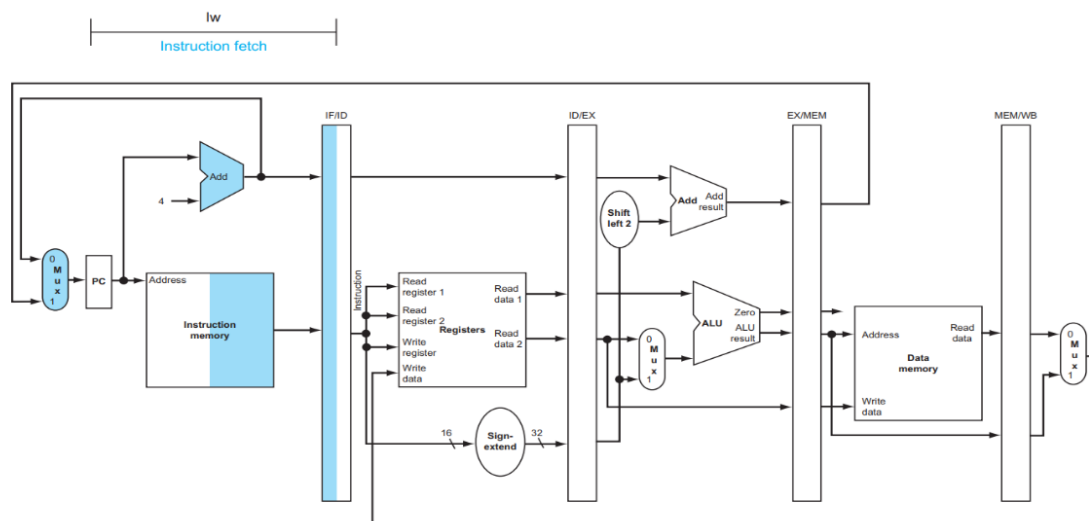 lw
Instruction fetch
IF/ID
ID/EX
EX/MEM
MEM/WB
Add
4
Shift
left 2
Add
Add
result
0
M
u
x
1
PC
Address
Instruction
memory
Instruction
Read
register 1
Read
register 2
Write
register
Write
data
Registers
Read
data 1
Read
data 2
16
Sign-
extend
32
0
M
u
x
1
ALU
Zero
ALU
result
Address
Write
data
Data
memory
Read
data
0
M
u
x
1